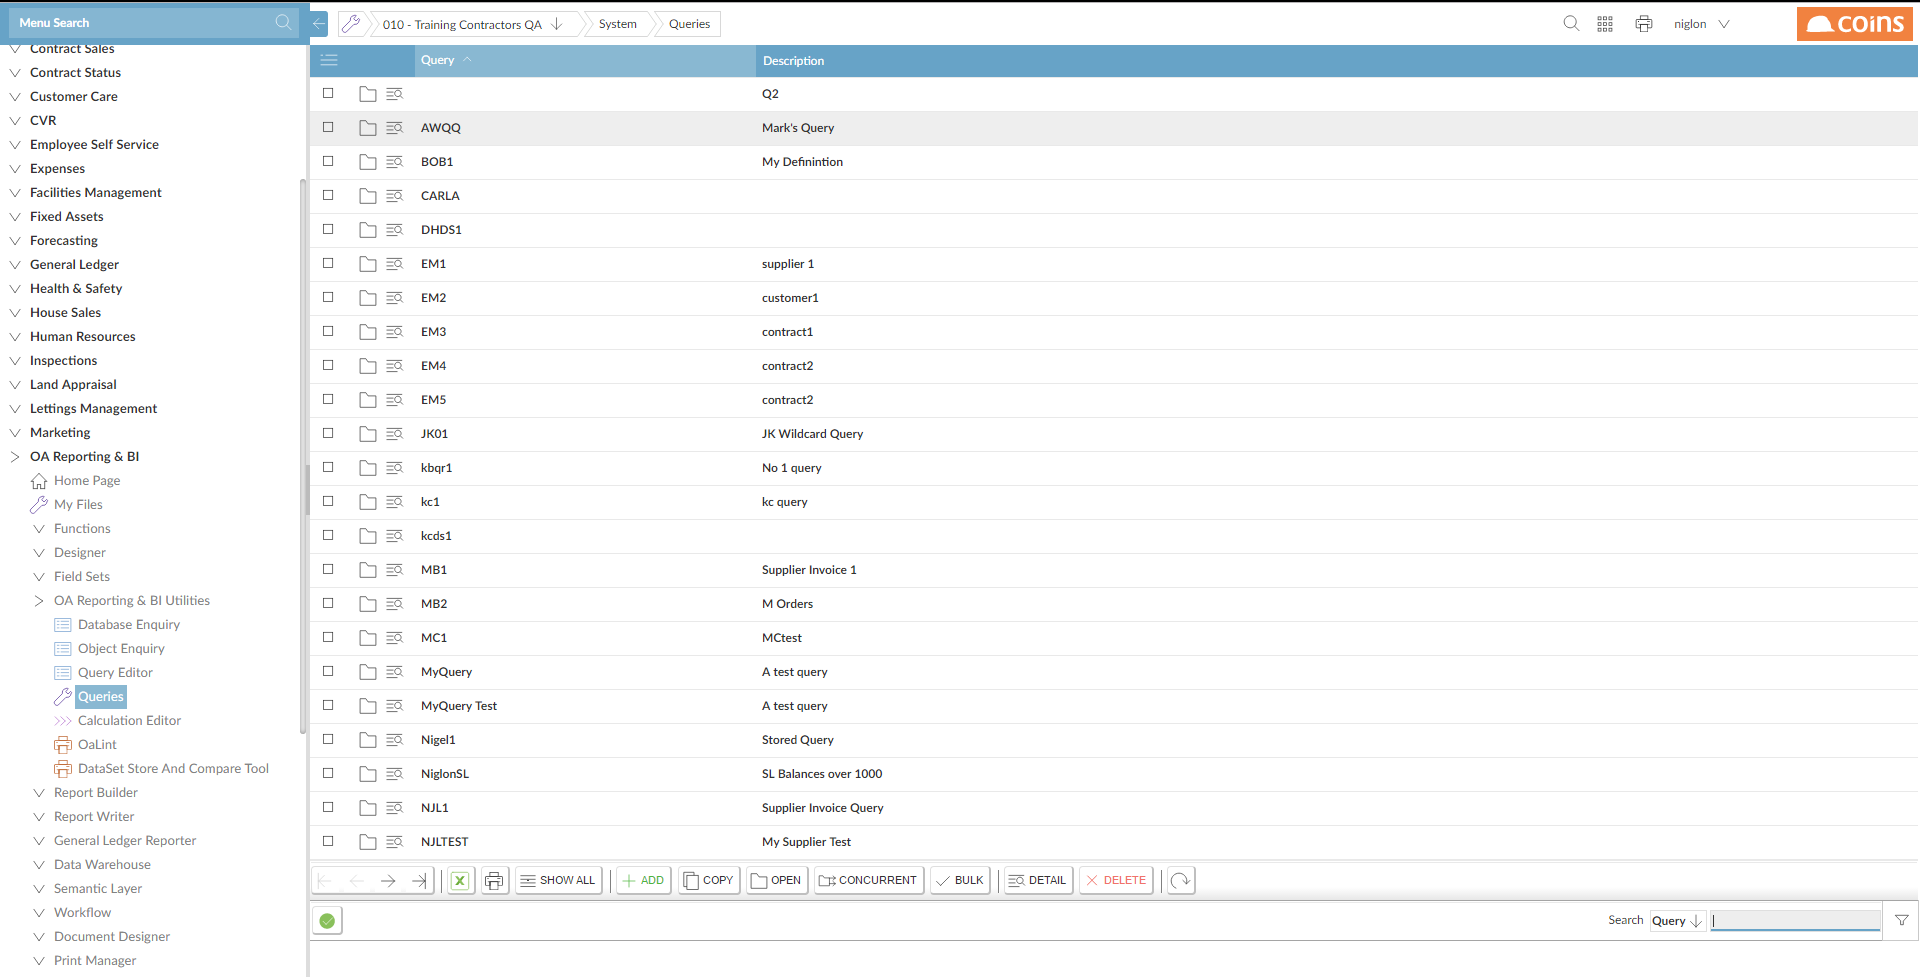 Menu Search
010 - Training Contractors QA
System
Queries
niglon
coins
Contract Sales
Contract Status
Customer Care
CVR
Employee Self Service
Expenses
Facilities Management
Fixed Assets
Forecasting
General Ledger
Health & Safety
House Sales
Human Resources
Inspections
Land Appraisal
Lettings Management
Marketing
OA Reporting & BI
Home Page
My Files
Functions
Designer
Field Sets
OA Reporting & BI Utilities
Database Enquiry
Object Enquiry
Query Editor
Queries
Calculation Editor
OaLint
DataSet Store And Compare Tool
Report Builder
Report Writer
General Ledger Reporter
Data Warehouse
Semantic Layer
Workflow
Document Designer
Print Manager
Query Description
Q2
AWQQ Mark's Query
BOB1 My Definintion
CARLA
DHDS1
EM1 supplier 1
EM2 customer1
EM3 contract1
EM4 contract2
EM5 contract2
JK01 JK Wildcard Query
kbqr1 No 1 query
kc1 kc query
kcds1
MB1 Supplier Invoice 1
MB2 M Orders
MC1 MCtest
MyQuery A test query
MyQuery Test A test query
Nigel1 Stored Query
NiglonSL SL Balances over 1000
NJL1 Supplier Invoice Query
NJLTEST My Supplier Test
SHOW ALL ADD COPY OPEN CONCURRENT BULK DETAIL DELETE
Search Query